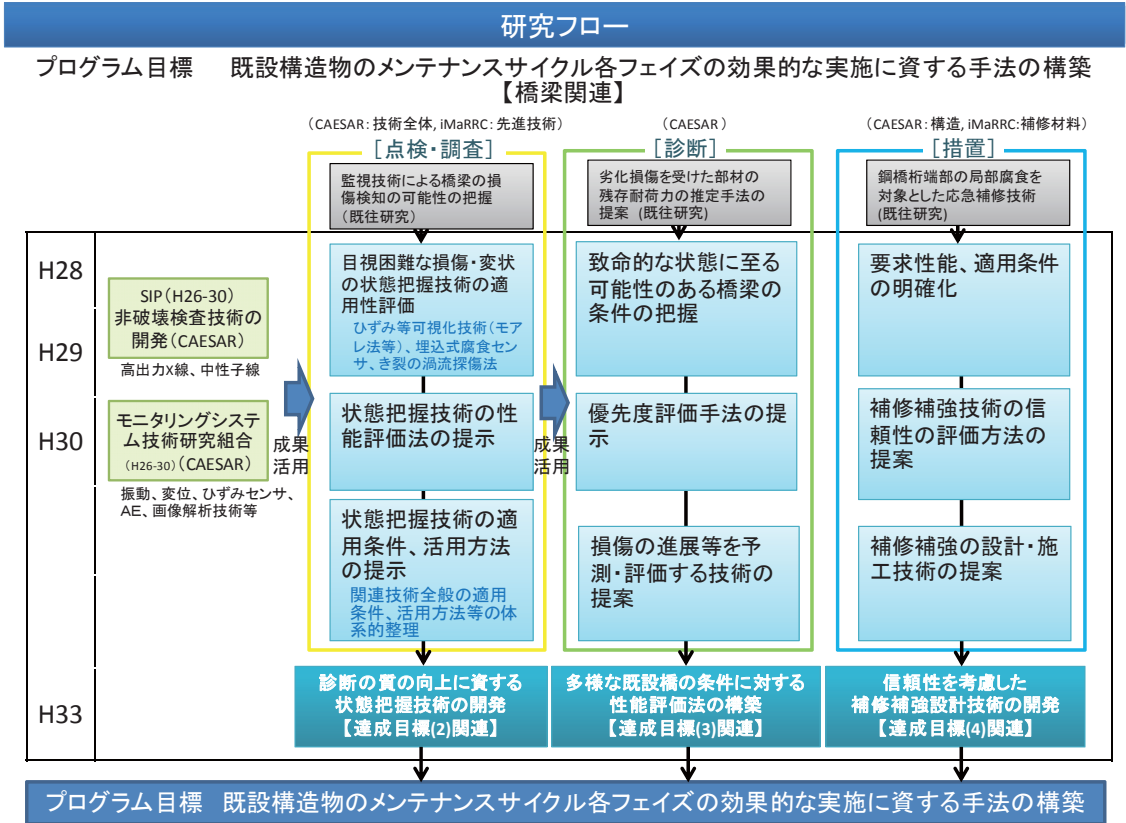 研究フロー
プログラム目標　既設構造物のメンテナンスサイクル各フェイズの効果的な実施に資する手法の構築
【橋梁関連】
（CAESAR：技術全体，iMaRRC：先進技術）
［点検・調査］
監視技術による橋梁の損
傷検知の可能性の把握
（既往研究）
目視困難な損傷・変状
の状態把握技術の適
用性評価
ひずみ等可視化技術（モア
レ法等）、埋込式腐食セン
サ、き裂の渦流探傷法
状態把握技術の性
能評価法の提示
状態把握技術の適
用条件、活用方法
の提示
関連技術全般の適用
条件、活用方法等の体
系的整理
診断の質の向上に資する
状態把握技術の開発
【達成目標(2)関連】
（CAESAR）
［診断］
劣化損傷を受けた部材の
残存耐荷力の推定手法の
提案 （既往研究)
致命的な状態に至る
可能性のある橋梁の
条件の把握
優先度評価手法の提
示
損傷の進展等を予
測・評価する技術の
提案
多様な既設橋の条件に対する
性能評価法の構築
【達成目標(3)関連】
（CAESAR：構造，iMaRRC:補修材料）
［措置］
鋼橋桁端部の局部腐食を
対象とした応急補修技術
(既往研究)
要求性能、適用条件
の明確化
補修補強技術の信
頼性の評価方法の
提案
補修補強の設計・施
工技術の提案
信頼性を考慮した
補修補強設計技術の開発
【達成目標(4)関連】
H28
H29
H30
H33
SIP（H26-30）
非破壊検査技術の
開発（CAESAR）
高出力X線、中性子線
モニタリングシステ
ム技術研究組合
（H26-30）（CAESAR）
振動、変位、ひずみセンサ、
AE、画像解析技術等
成果
活用
成果
活用
プログラム目標　既設構造物のメンテナンスサイクル各フェイズの効果的な実施に資する手法の構築